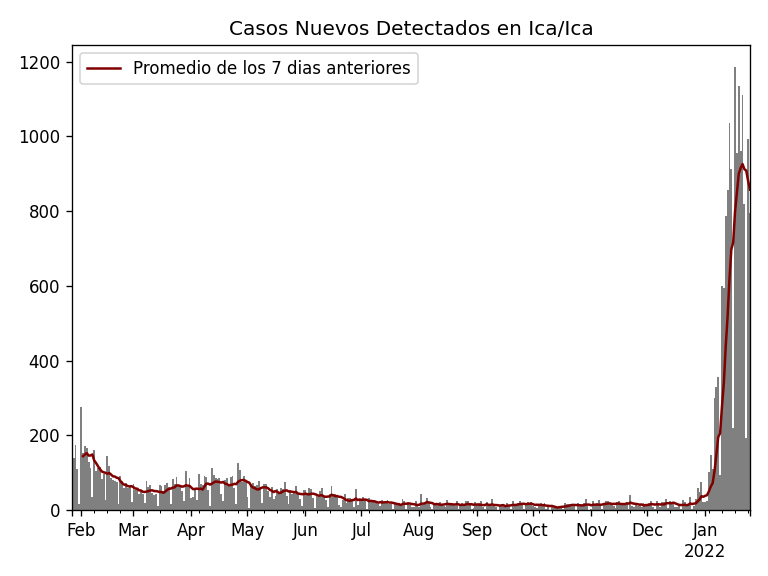 Casos Nuevos Detectados en Ica/Ica
Promedio de los 7 dias anteriores
1200
1000
800
600
400
200
0
Feb Mar Apr May Jun Jul Aug Sep Oct Nov Dec Jan
2022